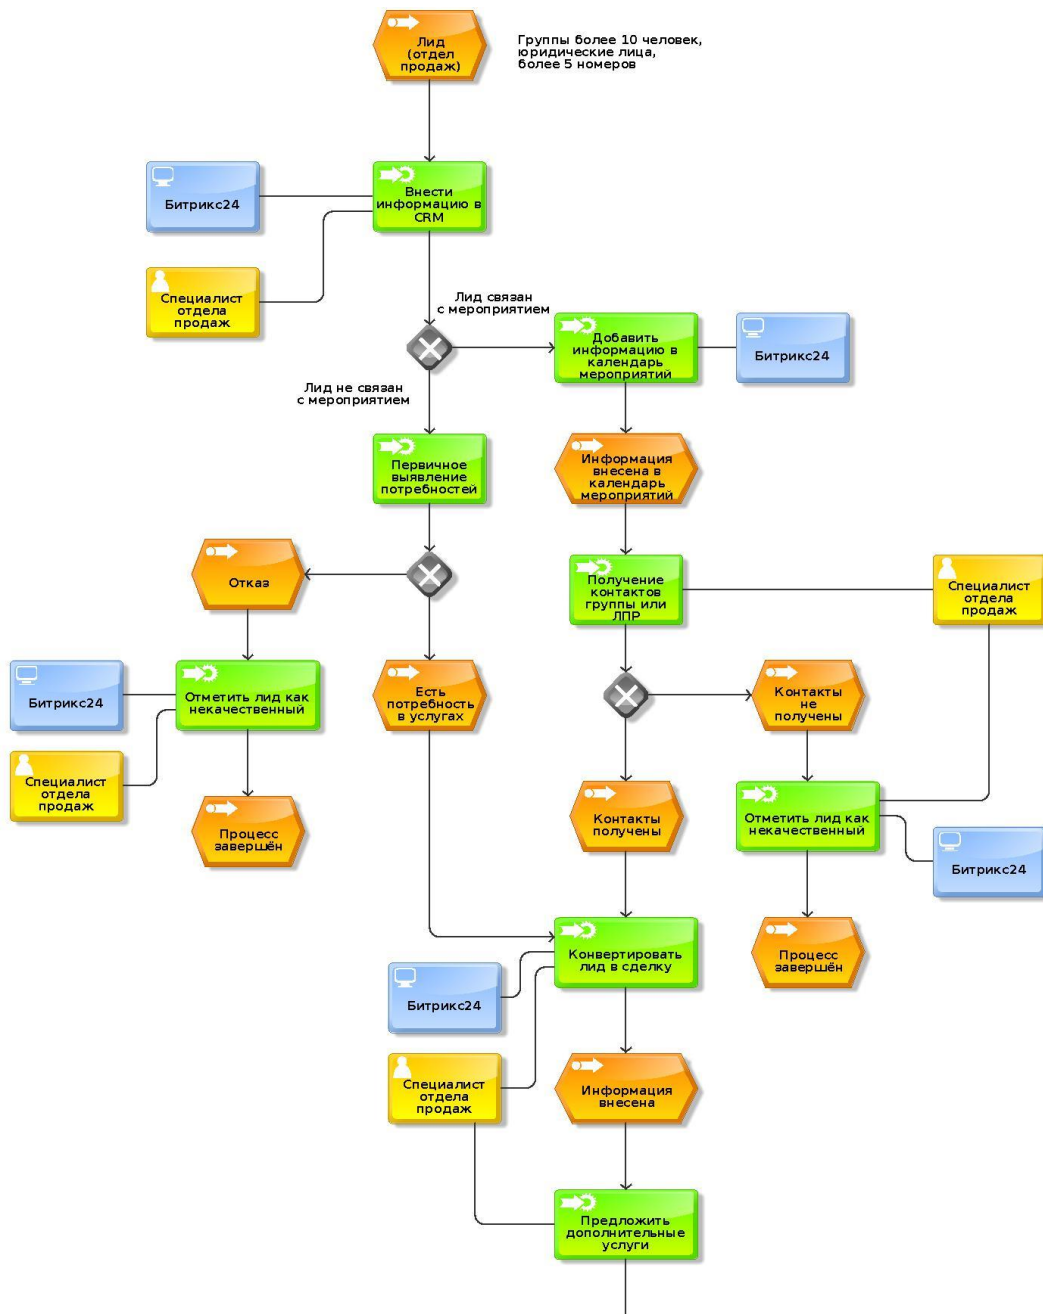 Лид
(отдел
продаж)
Группы более 10 человек,
юридические лица,
более 5 номеров
Битрикс24
Внести
информацию в
CRM
Специалист
отдела
продаж
Лид связан
с мероприятием
Добавить
информацию в
календарь
мероприятий
Битрикс24
Лид не связан
с мероприятием
Первичное
выявление
потребностей
Информация
внесена в
календарь
мероприятий
Отказ
Получение
контактов
группы или
ЛПР
Специалист
отдела
продаж
Битрикс24
Отметить лид как
некачественный
Есть
потребность
в услугах
Контакты
не
получены
Специалист
отдела
продаж
Процесс
завершён
Контакты
получены
Отметить лид как
некачественный
Битрикс24
Конвертировать
лид в сделку
Процесс
завершён
Битрикс24
Специалист
отдела
продаж
Информация
внесена
Предложить
дополнительные
услуги